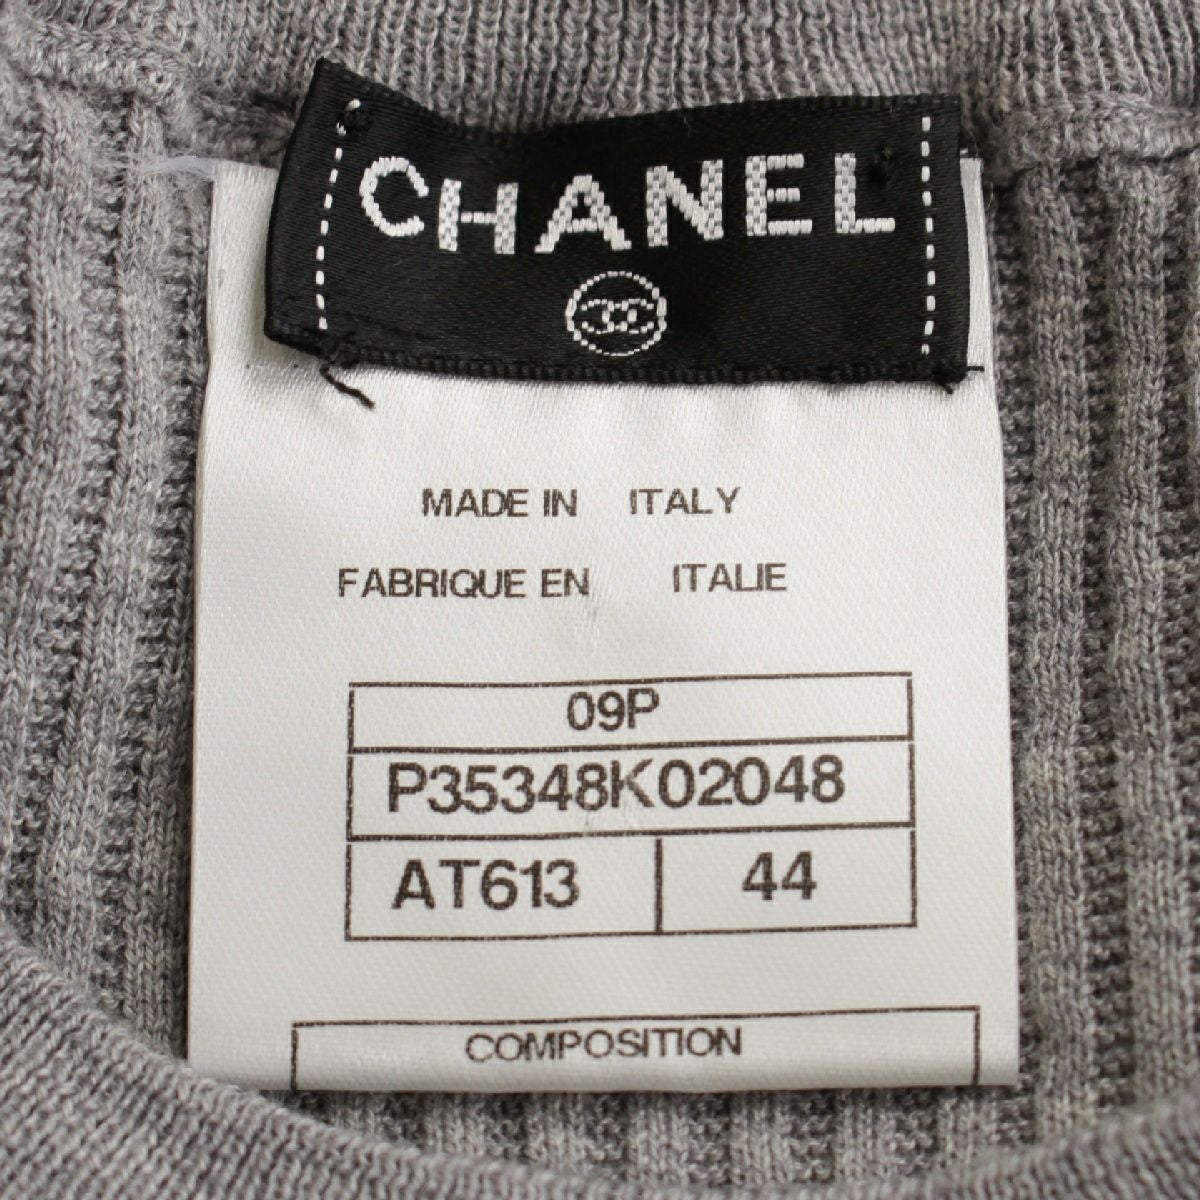 CHANEL
MADE IN ITALY
FABRIQUE EN ITALIE
09P
P35348K02048
AT613 44
COMPOSITION